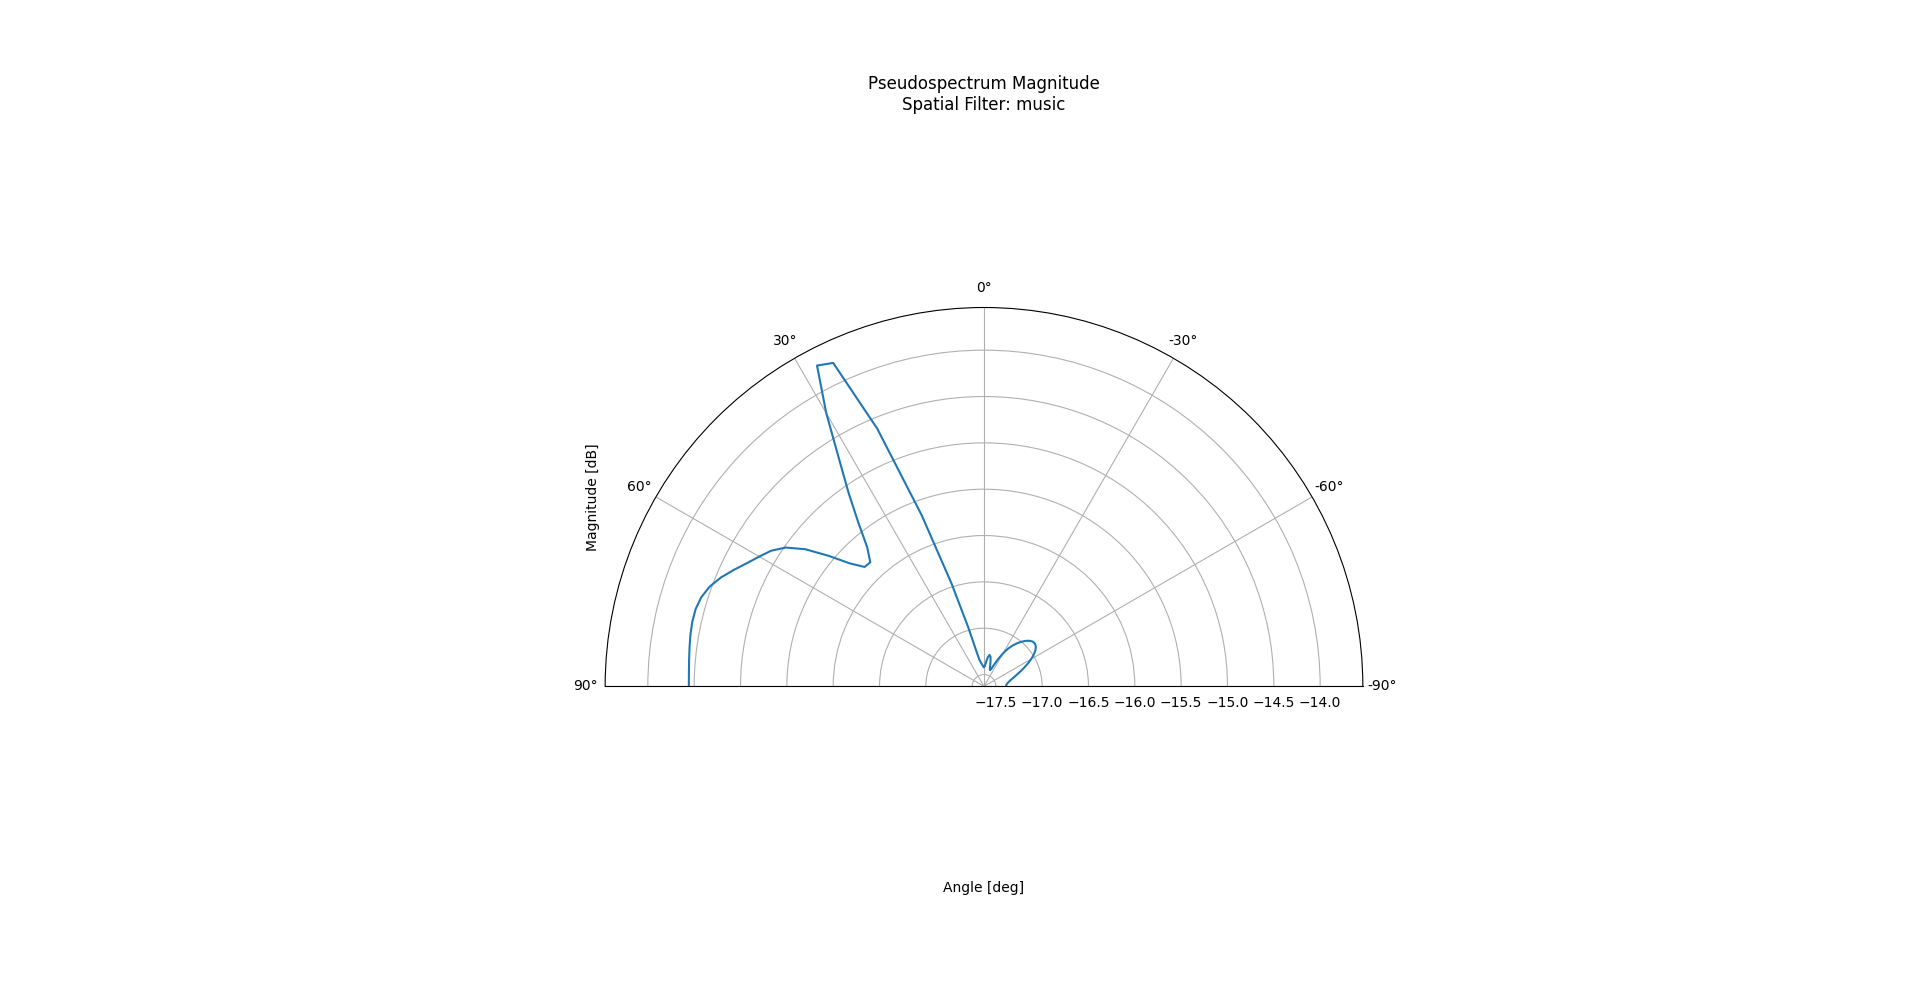 Pseudospectrum Magnitude
Spatial Filter: music
0°
30°
-30°
60°
-60°
Magnitude [dB]
90°
-90°
−17.5 −17.0 −16.5 −16.0 −15.5 −15.0 −14.5 −14.0
Angle [deg]